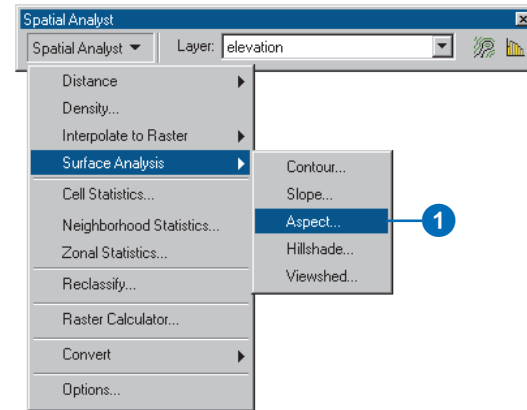 Spatial Analyst
Spatial Analyst Layer: elevation
Distance
Density...
Interpolate to Raster
Surface Analysis
Cell Statistics...
Neighborhood Statistics...
Zonal Statistics...
Reclassify...
Raster Calculator...
Convert
Options...
Contour...
Slope...
Aspect... 1
Hillshade...
Viewshed...